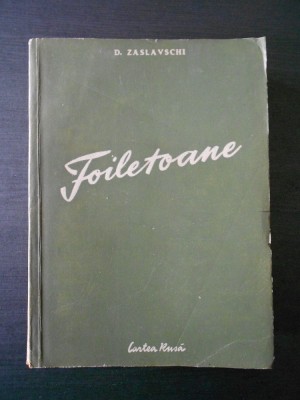 D. ZASLAVSCHI
Foiletoane
Cartea Rusă